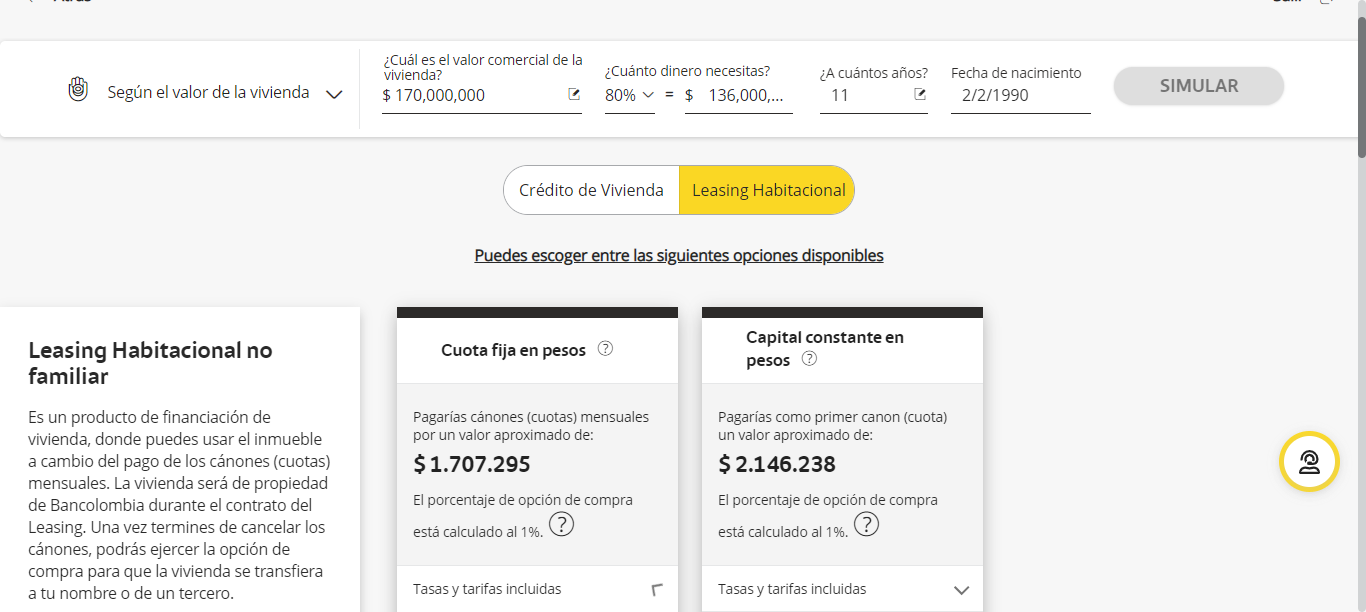 Atrás
Según el valor de la vivienda
¿Cuál es el valor comercial de la
vivienda?
$ 170,000,000
¿Cuánto dinero necesitas?
80% = $ 136,000,...
¿A cuántos años?
11
Fecha de nacimiento
2/2/1990
SIMULAR
Crédito de Vivienda
Leasing Habitacional
Puedes escoger entre las siguientes opciones disponibles
Leasing Habitacional no
familiar
Es un producto de financiación de
vivienda, donde puedes usar el inmueble
a cambio del pago de los cánones (cuotas)
mensuales. La vivienda será de propiedad
de Bancolombia durante el contrato del
Leasing. Una vez termines de cancelar los
cánones, podrás ejercer la opción de
compra para que la vivienda se transfiera
a tu nombre o de un tercero.
Cuota fija en pesos ?
Pagarías cánones (cuotas) mensuales
por un valor aproximado de:
$ 1.707.295
El porcentaje de opción de compra
está calculado al 1%. ?
Tasas y tarifas incluidas
Capital constante en
pesos ?
Pagarías como primer canon (cuota)
un valor aproximado de:
$ 2.146.238
El porcentaje de opción de compra
está calculado al 1%. ?
Tasas y tarifas incluidas